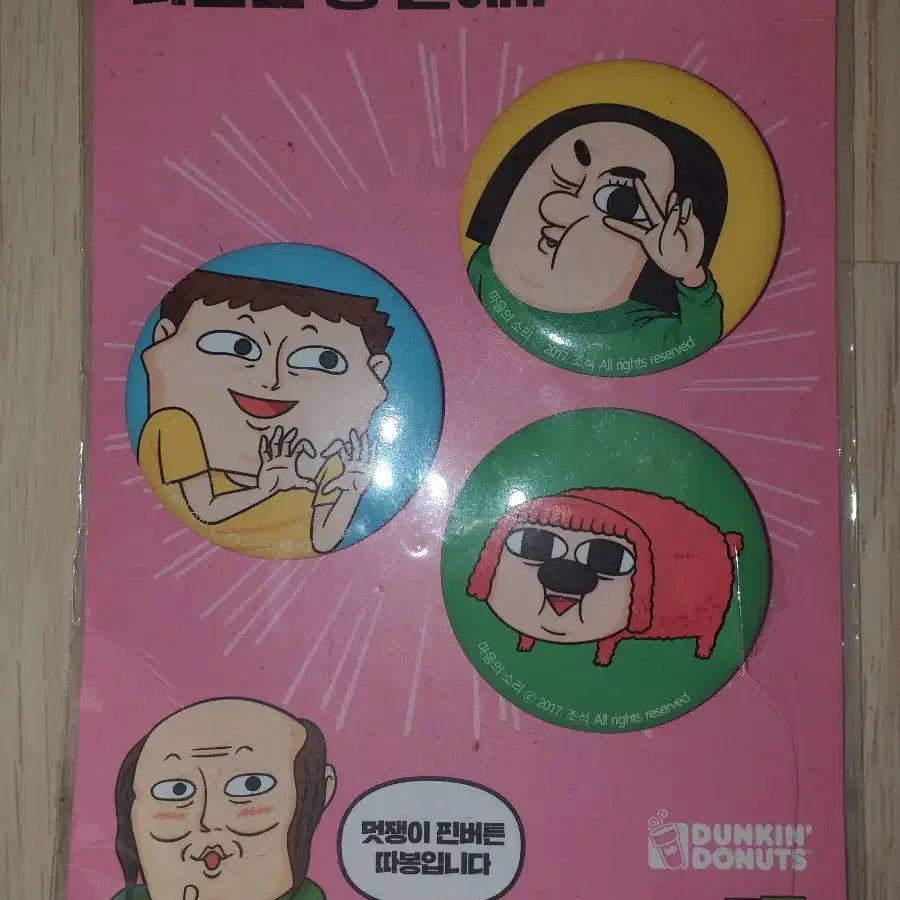 마음의 소리 ⓒ 2017 조석 All rights reserved
마음의 소리 ⓒ 2017 조석 All rights reserved
멋쟁이 핀버튼
따봉입니다
DUNKIN'
DONUTS